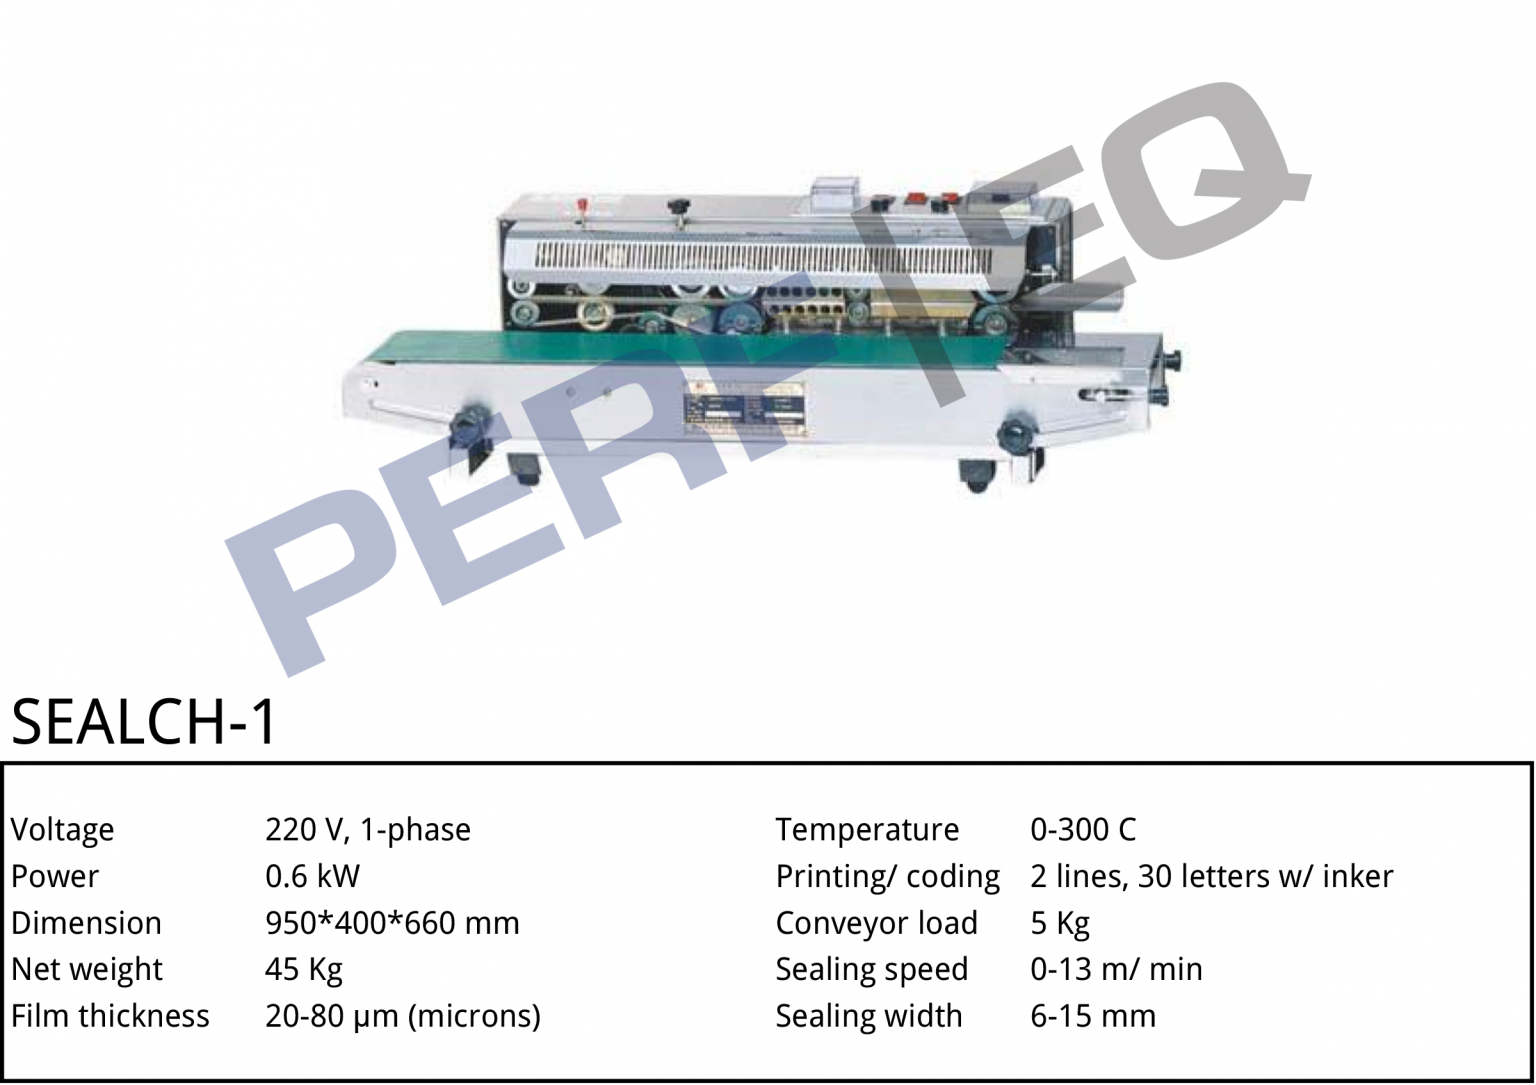 PERF/EQ
SEALCH-1
Voltage 220 V, 1-phase
Power 0.6 kW
Dimension 950*400*660 mm
Net weight 45 Kg
Film thickness 20-80 µm (microns)
Temperature 0-300 C
Printing/ coding 2 lines, 30 letters w/ inker
Conveyor load 5 Kg
Sealing speed 0-13 m/ min
Sealing width 6-15 mm